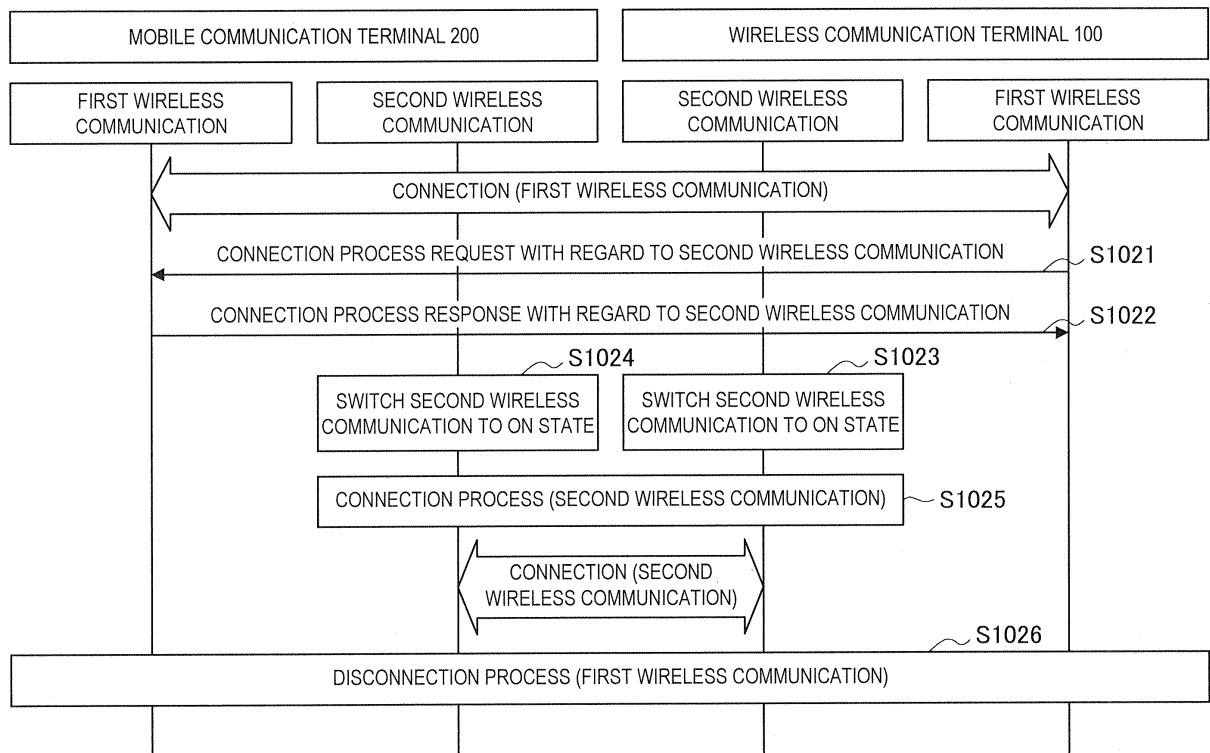 MOBILE COMMUNICATION TERMINAL 200
WIRELESS COMMUNICATION TERMINAL 100
FIRST WIRELESS
COMMUNICATION
SECOND WIRELESS
COMMUNICATION
SECOND WIRELESS
COMMUNICATION
FIRST WIRELESS
COMMUNICATION
CONNECTION (FIRST WIRELESS COMMUNICATION)
CONNECTION PROCESS REQUEST WITH REGARD TO SECOND WIRELESS COMMUNICATION
S1021
CONNECTION PROCESS RESPONSE WITH REGARD TO SECOND WIRELESS COMMUNICATION
S1022
S1024
SWITCH SECOND WIRELESS
COMMUNICATION TO ON STATE
S1023
SWITCH SECOND WIRELESS
COMMUNICATION TO ON STATE
CONNECTION PROCESS (SECOND WIRELESS COMMUNICATION)
S1025
CONNECTION (SECOND
WIRELESS COMMUNICATION)
S1026
DISCONNECTION PROCESS (FIRST WIRELESS COMMUNICATION)